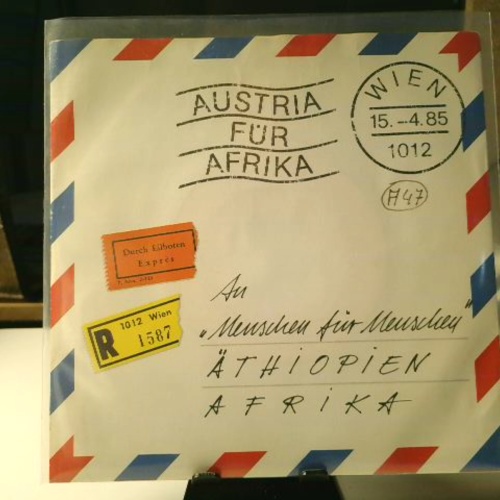 AUSTRIA
FÜR
AFRIKA
WIEN
15.–4.85
1012
A47
Durch Eilboten
Expres
1012 Wien
R 1587
An
„Menschen für Menschen"
ÄTHIOPIEN
AFRIKA